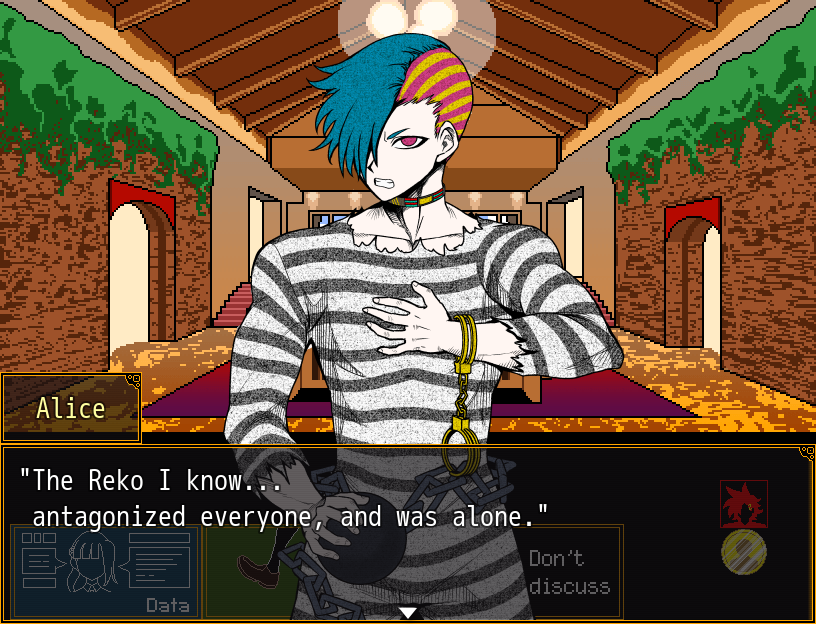 Alice
"The Reko I know...
antagonized everyone, and was alone."
Data
Don't
discuss